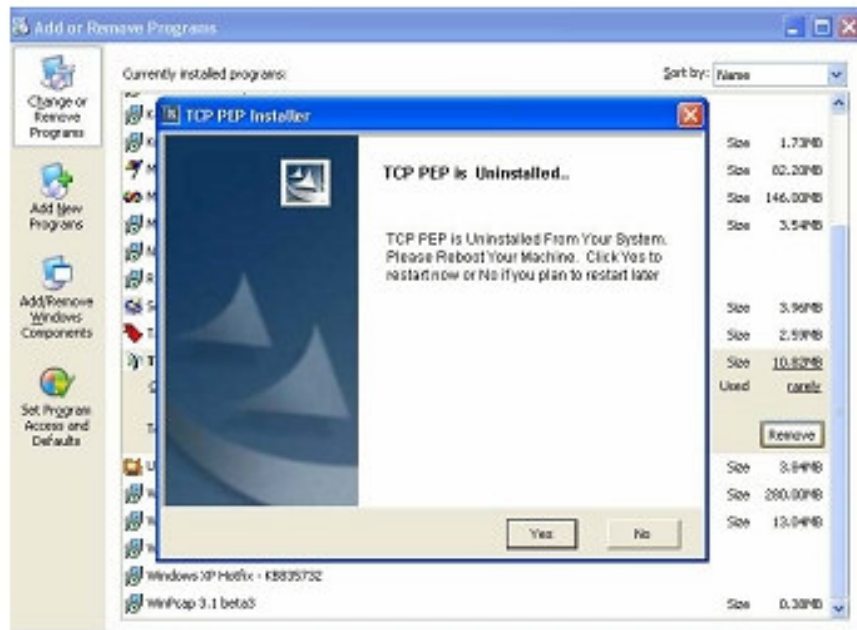 Add or Remove Programs
Change or
Remove
Programs
Add New
Programs
Add/Remove
Windows
Components
Set Program
Access and
Defaults
Currently installed programs:
Sort by: Name
TCP PEP Installer
TCP PEP is Uninstalled..
TCP PEP is Uninstalled From Your System.
Please Reboot Your Machine. Click Yes to
restart now or No if you plan to restart later
Yes No
Size 1.73MB
Size 82.20MB
Size 146.00MB
Size 3.54MB
Size 3.96MB
Size 2.59MB
Size 10.82MB
Used rarely
Remove
Size 3.84MB
Size 280.00MB
Size 13.04MB
Windows XP Hotfix - KB835732
WinPcap 3.1 beta3
Size 0.38MB